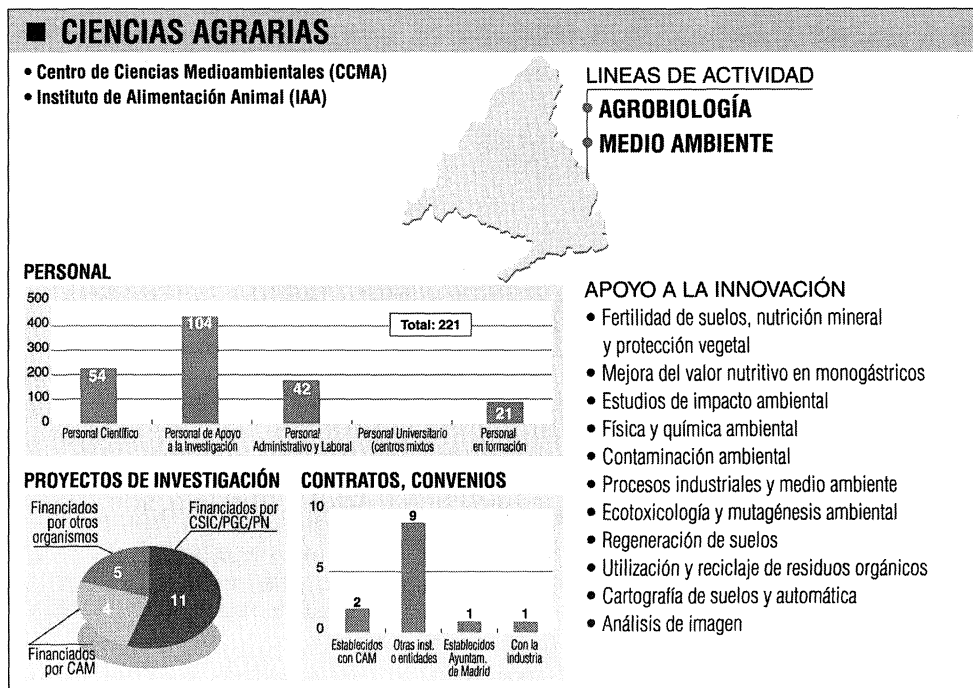 ■ CIENCIAS AGRARIAS
• Centro de Ciencias Medioambientales (CCMA)
• Instituto de Alimentación Animal (IAA)
LINEAS DE ACTIVIDAD
• AGROBIOLOGÍA
• MEDIO AMBIENTE
PERSONAL
500
400
300
200
100
0
54
104
42
21
Total: 221
Personal Científico
Personal de Apoyo
a la Investigación
Personal
Administrativo y Laboral
Personal Universitario
(centros mixtos
Personal
en formación
PROYECTOS DE INVESTIGACIÓN
Financiados
por otros
organismos
Financiados por
CSIC/PGC/PN
5
11
4
Financiados
por CAM
CONTRATOS, CONVENIOS
10
5
0
2
9
1
1
Establecidos
con CAM
Otras inst.
o entidades
Establecidos
Ayuntam.
de Madrid
Con la
industria
APOYO A LA INNOVACIÓN
• Fertilidad de suelos, nutrición mineral
y protección vegetal
• Mejora del valor nutritivo en monogástricos
• Estudios de impacto ambiental
• Física y química ambiental
• Contaminación ambiental
• Procesos industriales y medio ambiente
• Ecotoxicología y mutagénesis ambiental
• Regeneración de suelos
• Utilización y reciclaje de residuos orgánicos
• Cartografía de suelos y automática
• Análisis de imagen